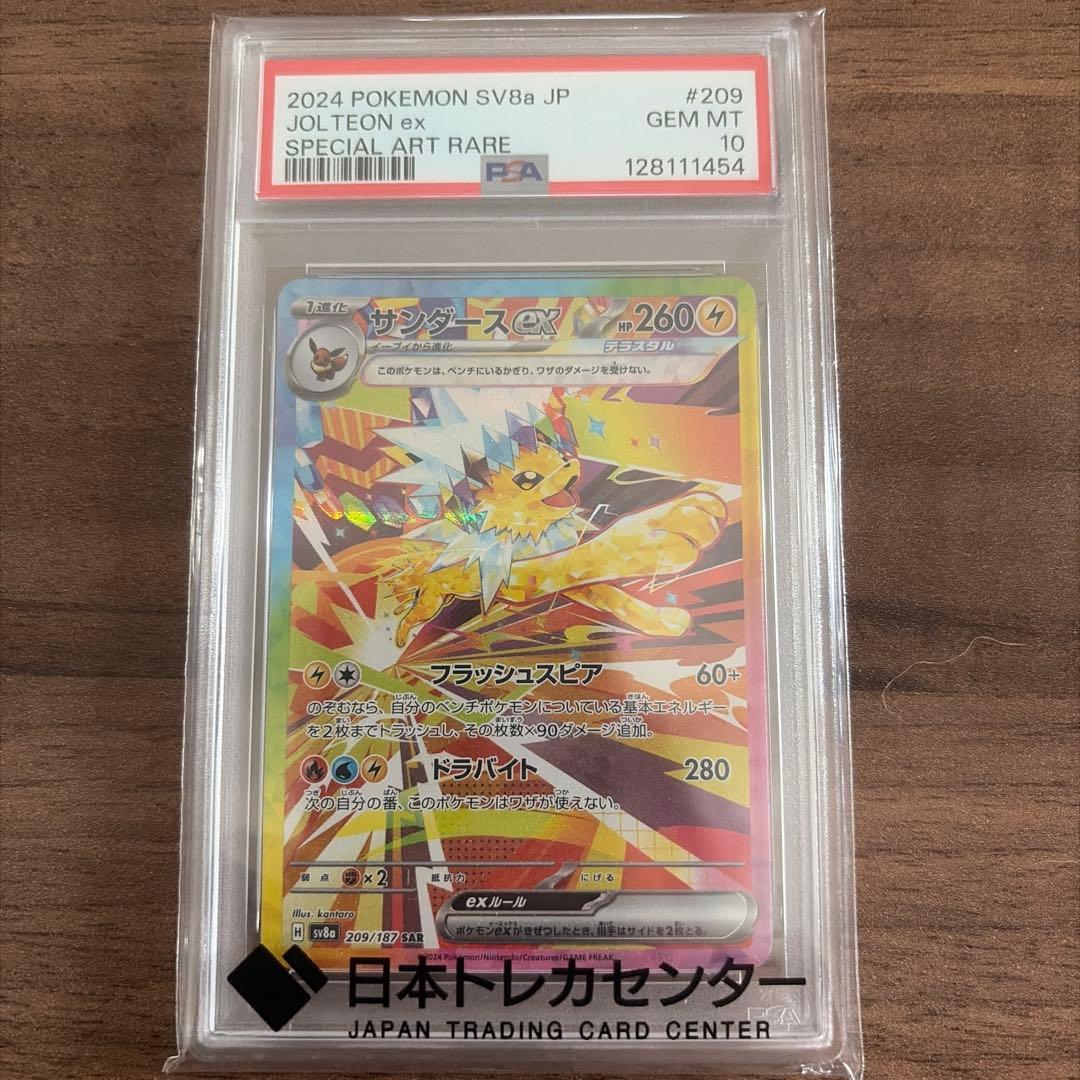 2024 POKEMON SV8a JP #209
JOLTEON ex GEM MT
SPECIAL ART RARE 10
PSA 128111454
1進化 サンダースex HP 260
イーブイから進化 テラスタル
このポケモンは、ベンチにいるかぎり、ワザのダメージを受けない。
フラッシュスピア 60+
のぞむなら、自分のベンチポケモンについている基本エネルギー
を2枚までトラッシュし、その枚数×90ダメージ追加。
ドラバイト 280
次の自分の番、このポケモンはワザが使えない。
弱点 ×2 抵抗力 にげる
exルール
ポケモンexがきぜつしたとき、相手はサイドを2枚とる。
Illus. kantaro
H sv8a 209/187 SAR
©2024 Pokémon/Nintendo/Creatures/GAME FREAK
日本トレカセンター
JAPAN TRADING CARD CENTER
PSA